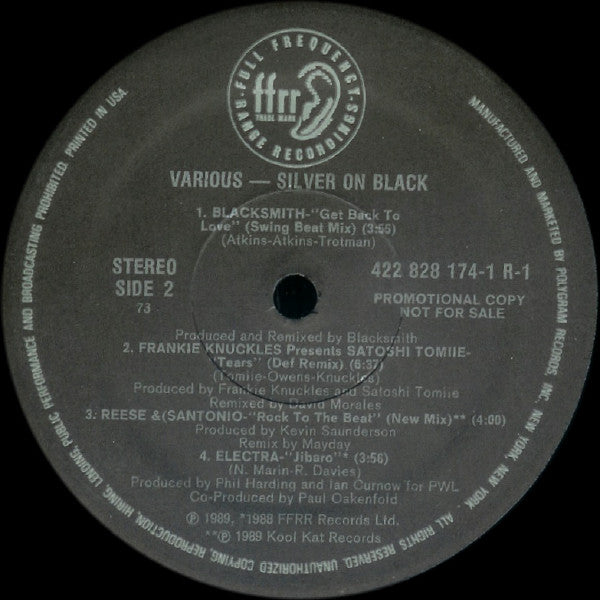 FULL FREQUENCY
RANGE RECORDINGS
ffrr
TRADE MARK
VARIOUS — SILVER ON BLACK
1. BLACKSMITH-"Get Back To
Love" (Swing Beat Mix) (3:55)
(Atkins-Atkins-Trotman)
STEREO
SIDE 2
73
422 828 174-1 R-1
PROMOTIONAL COPY
NOT FOR SALE
Produced and Remixed by Blacksmith
2. FRANKIE KNUCKLES Presents SATOSHI TOMIIE-
"Tears" (Def Remix) (6:37)
(Tomiie-Owens-Knuckles)
Produced by Frankie Knuckles and Satoshi Tomiie
Remixed by David Morales
3. REESE &(SANTONIO-"Rock To The Beat" (New Mix)** (4:00)
Produced by Kevin Saunderson
Remix by Mayday
4. ELECTRA-"Jibaro"* (3:56)
(N. Marin-R. Davies)
Produced by Phil Harding and Ian Curnow for PWL
Co-Produced by Paul Oakenfold
℗ 1989, *1988 FFRR Records Ltd.
**℗ 1989 Kool Kat Records
MANUFACTURED AND MARKETED BY POLYGRAM RECORDS INC. NEW YORK, NEW YORK. ALL RIGHTS RESERVED. UNAUTHORIZED COPYING, REPRODUCTION, HIRING, LENDING, PUBLIC PERFORMANCE AND BROADCASTING PROHIBITED. PRINTED IN USA.